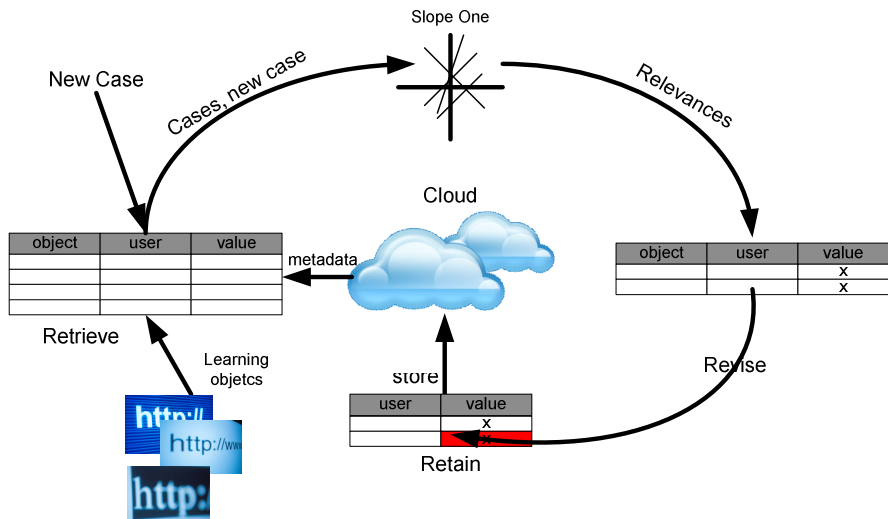 Slope One
New Case
Cases, new case
Relevances
Cloud
object user value
metadata
object user value
x
x
Retrieve
Learning
objetcs
Revise
store
user value
x
x
Retain
http://
http://www
http:/